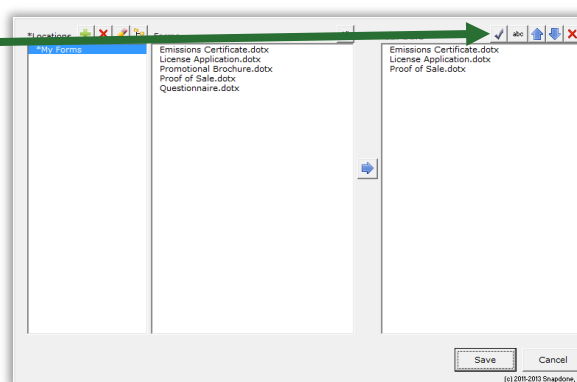 *Locations Forms
abc
*My Forms
Emissions Certificate.dotx
License Application.dotx
Promotional Brochure.dotx
Proof of Sale.dotx
Questionnaire.dotx
Emissions Certificate.dotx
License Application.dotx
Proof of Sale.dotx
Save Cancel
(c) 2011-2013 Snapdone,